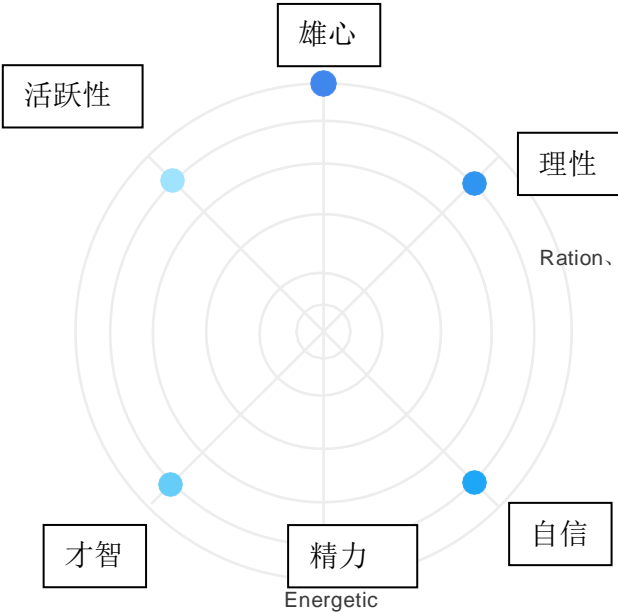 雄心
活跃性
理性
Ration、
自信
才智
精力
Energetic